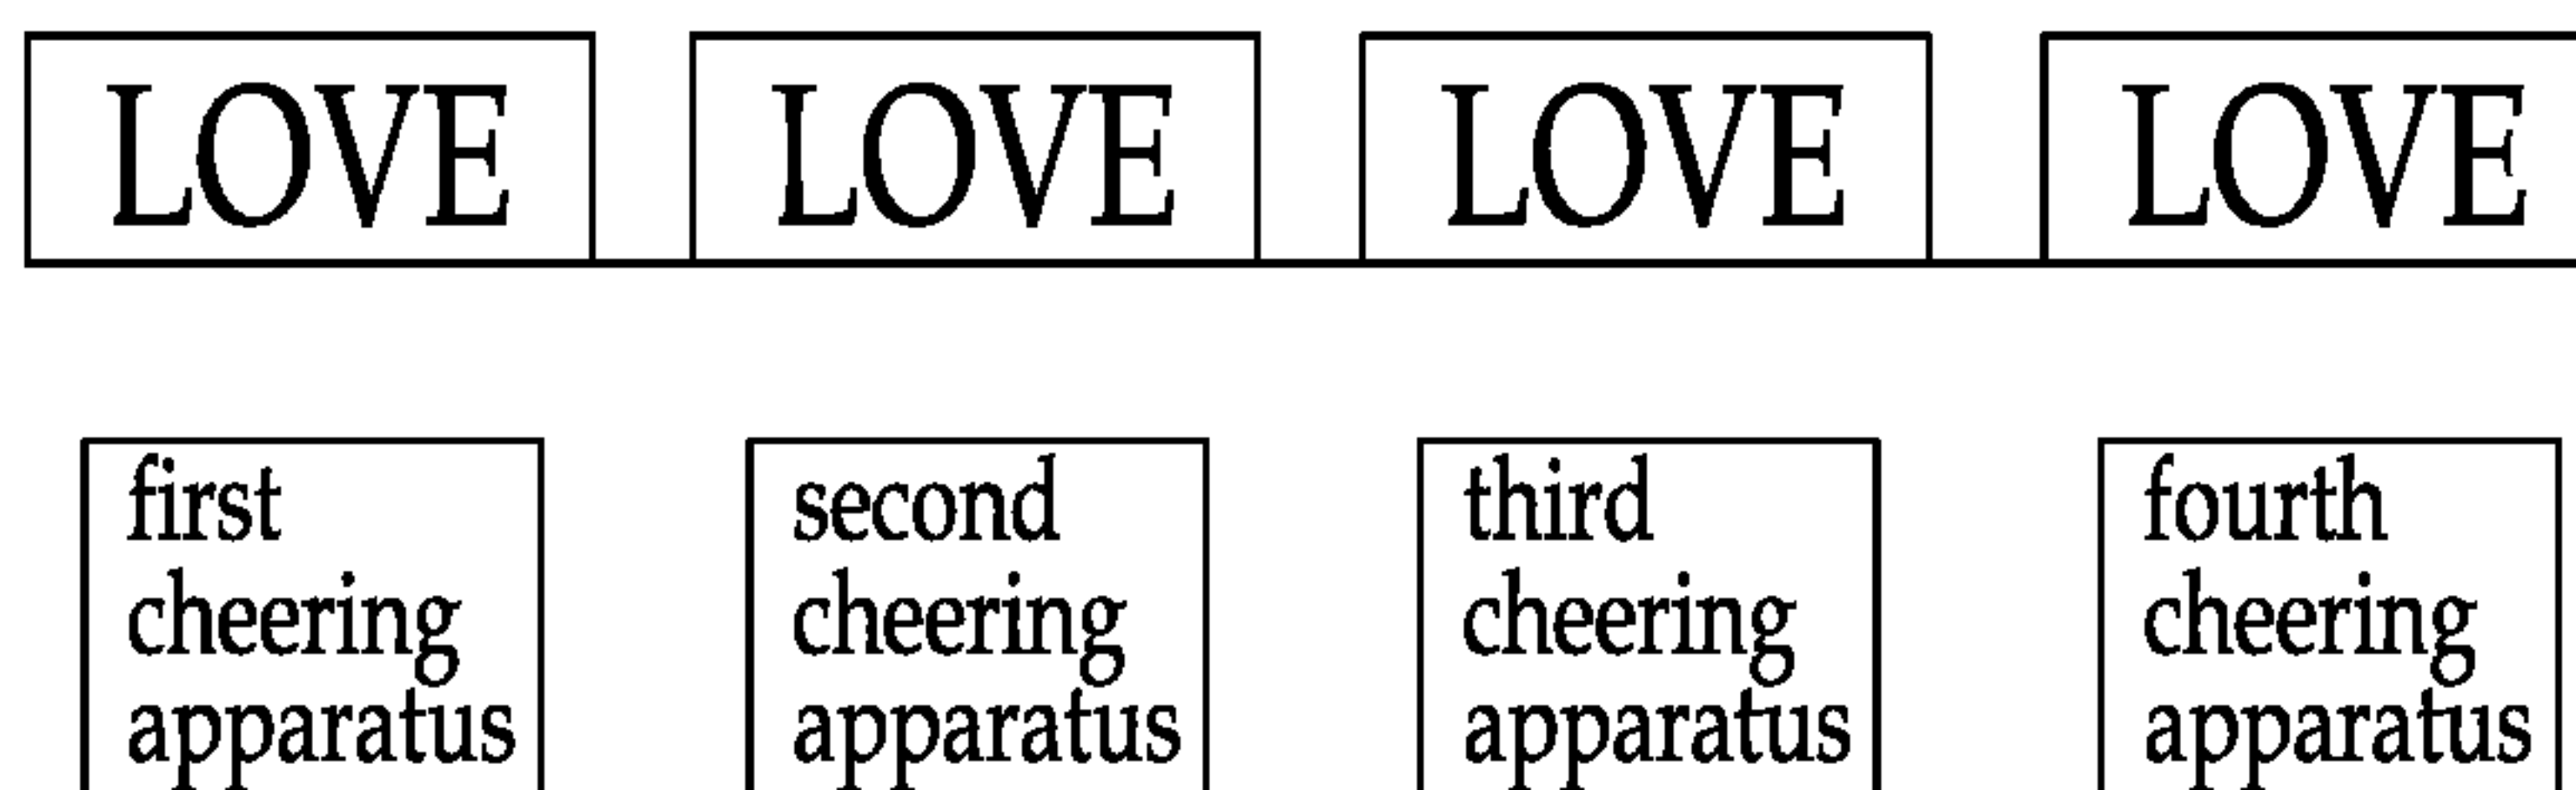 LOVE LOVE LOVE LOVE
first second third fourth
cheering cheering cheering cheering
apparatus apparatus apparatus apparatus